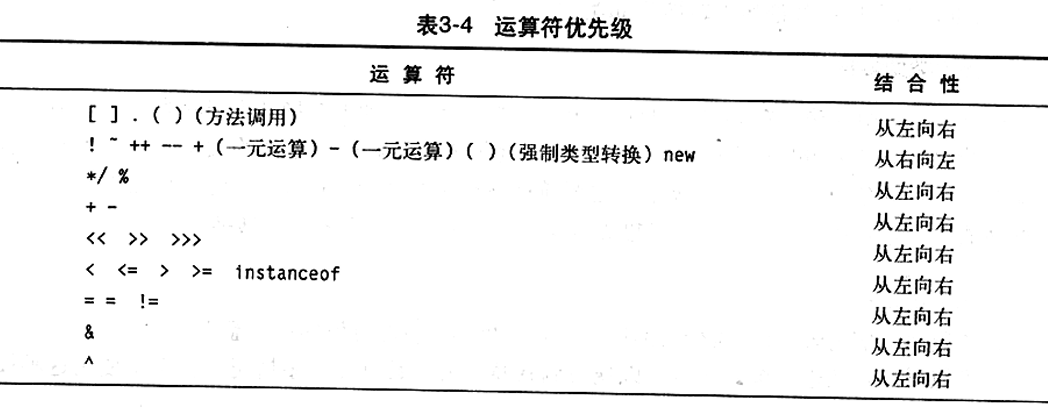 表3-4 运算符优先级
运 算 符 结 合 性
[ ] . ( ) (方法调用) 从左向右
! ~ ++ -- + (一元运算) - (一元运算) ( ) (强制类型转换) new 从右向左
*/ % 从左向右
+ - 从左向右
<< >> >>> 从左向右
< <= > >= instanceof 从左向右
= = != 从左向右
& 从左向右
^ 从左向右